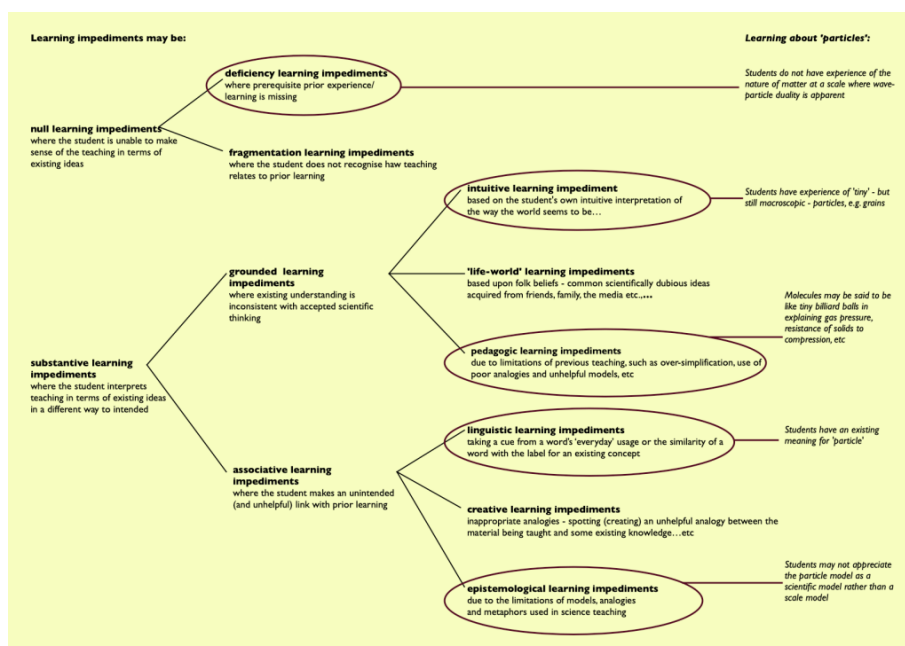 Learning impediments may be:
Learning about 'particles':
deficiency learning impediments
where prerequisite prior experience/
learning is missing
Students do not have experience of the
nature of matter at a scale where wave-
particle duality is apparent
null learning impediments
where the student is unable to make
sense of the teaching in terms of
existing ideas
fragmentation learning impediments
where the student does not recognise haw teaching
relates to prior learning
intuitive learning impediment
based on the student's own intuitive interpretation of
the way the world seems to be…
Students have experience of 'tiny' - but
still macroscopic - particles, e.g. grains
grounded learning
impediments
where existing understanding is
inconsistent with accepted scientific
thinking
'life-world' learning impediments
based upon folk beliefs - common scientifically dubious ideas
acquired from friends, family, the media etc.,...
Molecules may be said to be
like tiny billiard balls in
explaining gas pressure,
resistance of solids to
compression, etc
pedagogic learning impediments
due to limitations of previous teaching, such as over-simplification, use of
poor analogies and unhelpful models, etc
substantive learning
impediments
where the student interprets
teaching in terms of existing ideas
in a different way to intended
linguistic learning impediments
taking a cue from a word's 'everyday' usage or the similarity of a
word with the label for an existing concept
Students have an existing
meaning for 'particle'
associative learning
impediments
where the student makes an unintended
(and unhelpful) link with prior learning
creative learning impediments
inappropriate analogies - spotting (creating) an unhelpful analogy between the
material being taught and some existing knowledge…etc
epistemological learning impediments
due to the limitations of models, analogies
and metaphors used in science teaching
Students may not appreciate
the particle model as a
scientific model rather than a
scale model